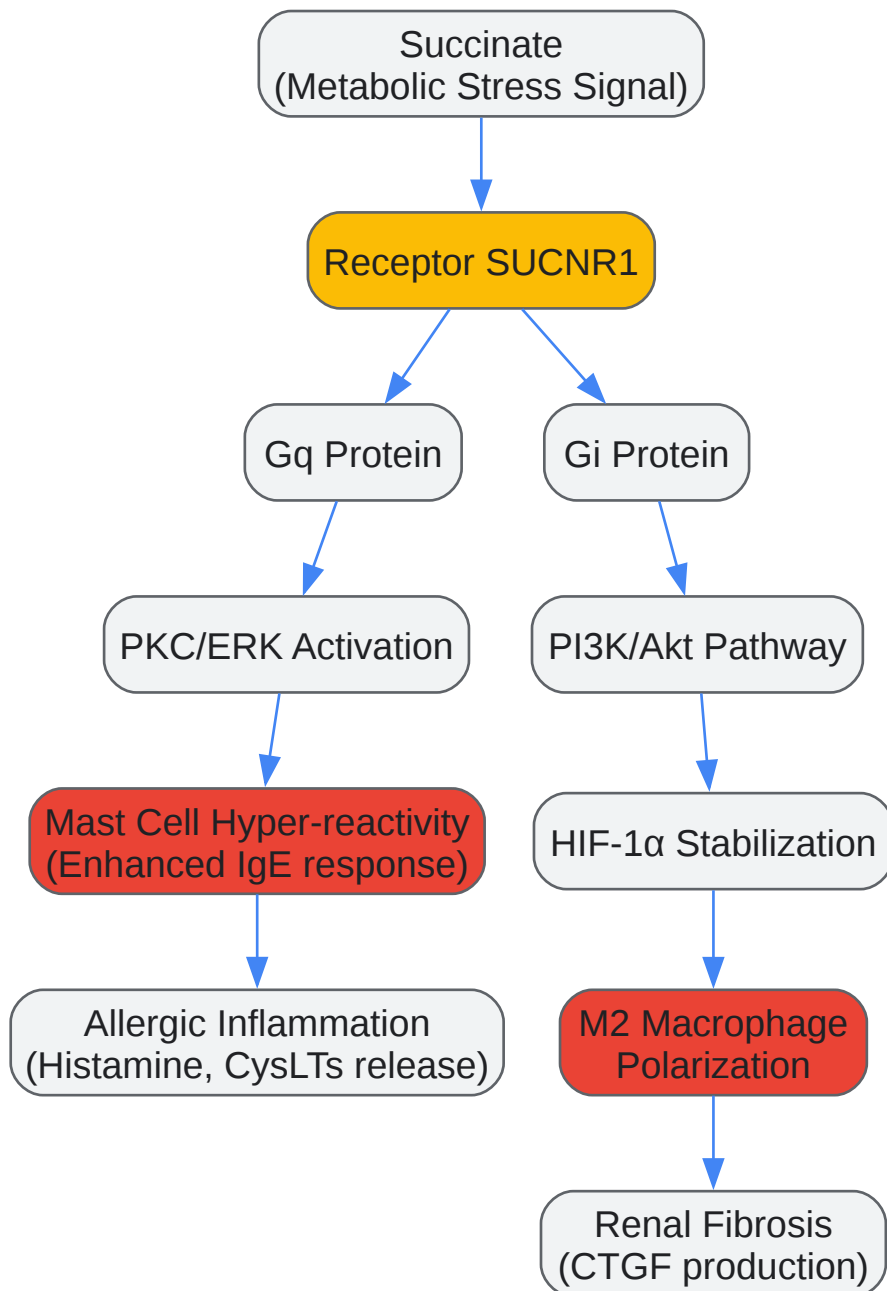 Succinate
(Metabolic Stress Signal)
Receptor SUCNR1
Gq Protein
Gi Protein
PKC/ERK Activation
PI3K/Akt Pathway
Mast Cell Hyper-reactivity
(Enhanced IgE response)
HIF-1α Stabilization
Allergic Inflammation
(Histamine, CysLTs release)
M2 Macrophage
Polarization
Renal Fibrosis
(CTGF production)